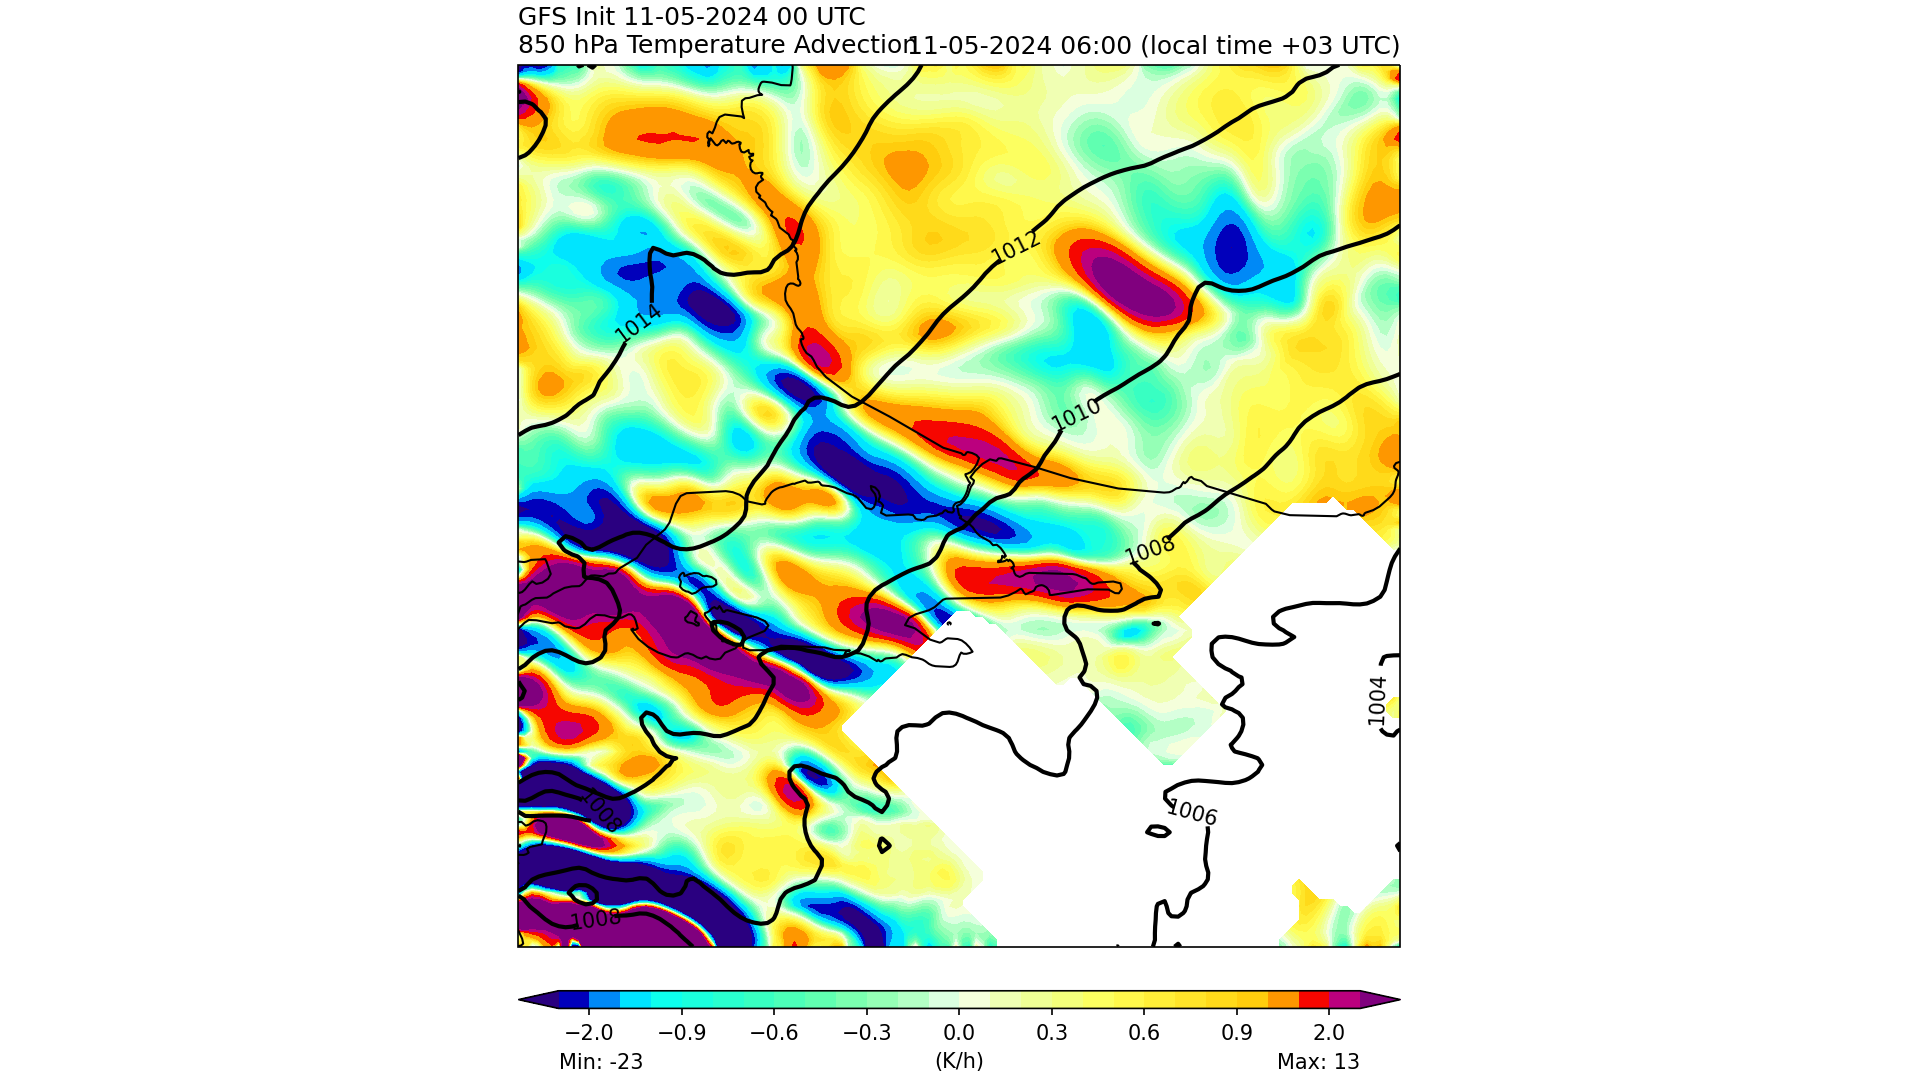 GFS Init 11-05-2024 00 UTC
850 hPa Temperature Advection
11-05-2024 06:00 (local time +03 UTC)
1012
1014
1010
1008
1004
1008
1006
1008
−2.0 −0.9 −0.6 −0.3 0.0 0.3 0.6 0.9 2.0
Min: -23 (K/h) Max: 13